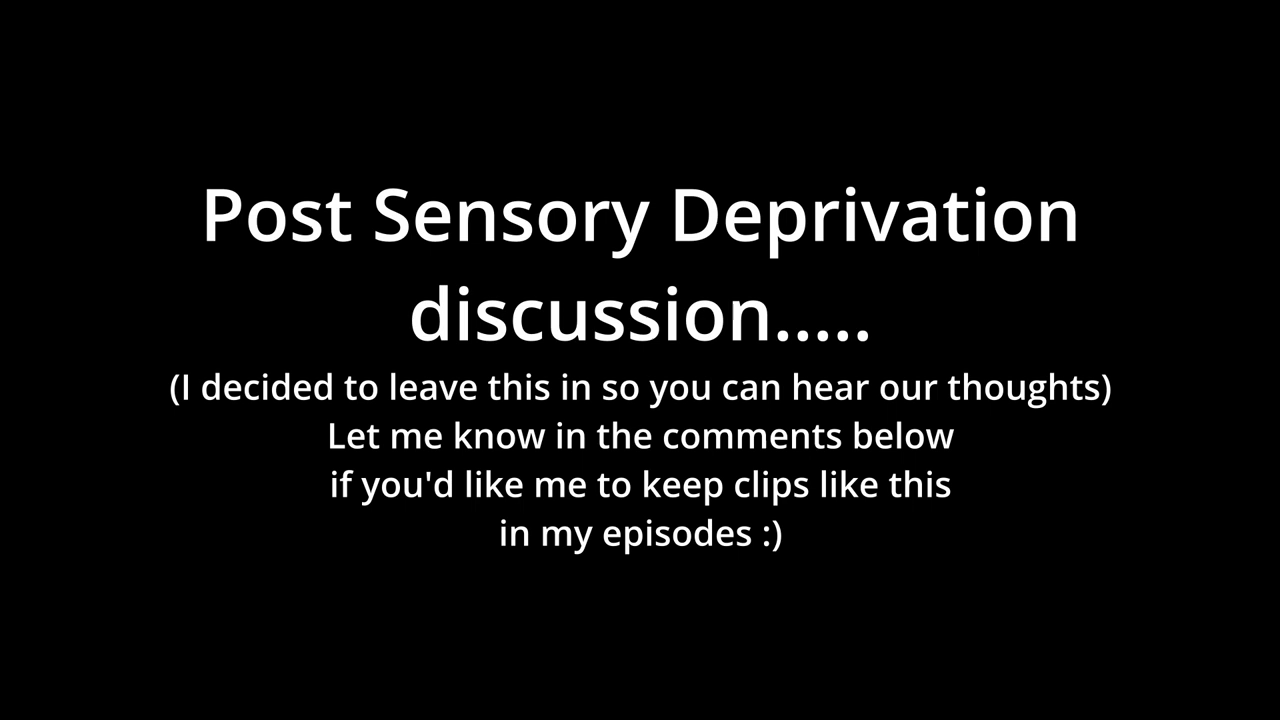 Post Sensory Deprivation
discussion.....
(I decided to leave this in so you can hear our thoughts)
Let me know in the comments below
if you'd like me to keep clips like this
in my episodes :)